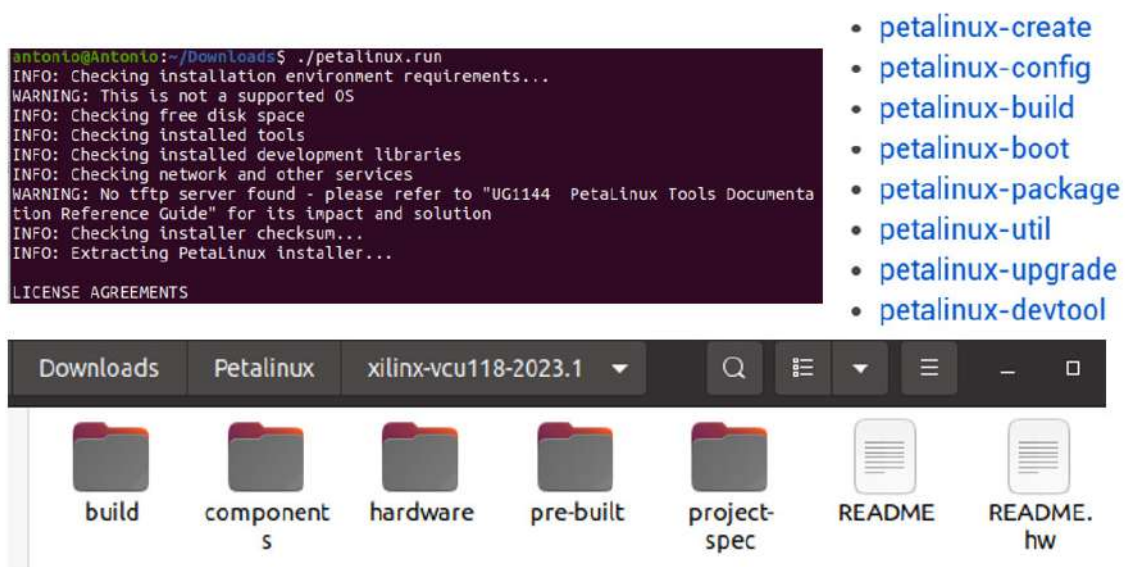 antonio@Antonio:~/Downloads$ ./petalinux.run
INFO: Checking installation environment requirements...
WARNING: This is not a supported OS
INFO: Checking free disk space
INFO: Checking installed tools
INFO: Checking installed development libraries
INFO: Checking network and other services
WARNING: No tftp server found - please refer to "UG1144  PetaLinux Tools Documenta
tion Reference Guide" for its impact and solution
INFO: Checking installer checksum...
INFO: Extracting PetaLinux installer...
LICENSE AGREEMENTS
• petalinux-create
• petalinux-config
• petalinux-build
• petalinux-boot
• petalinux-package
• petalinux-util
• petalinux-upgrade
• petalinux-devtool
Downloads Petalinux xilinx-vcu118-2023.1
build component hardware pre-built project- README README.
s spec hw